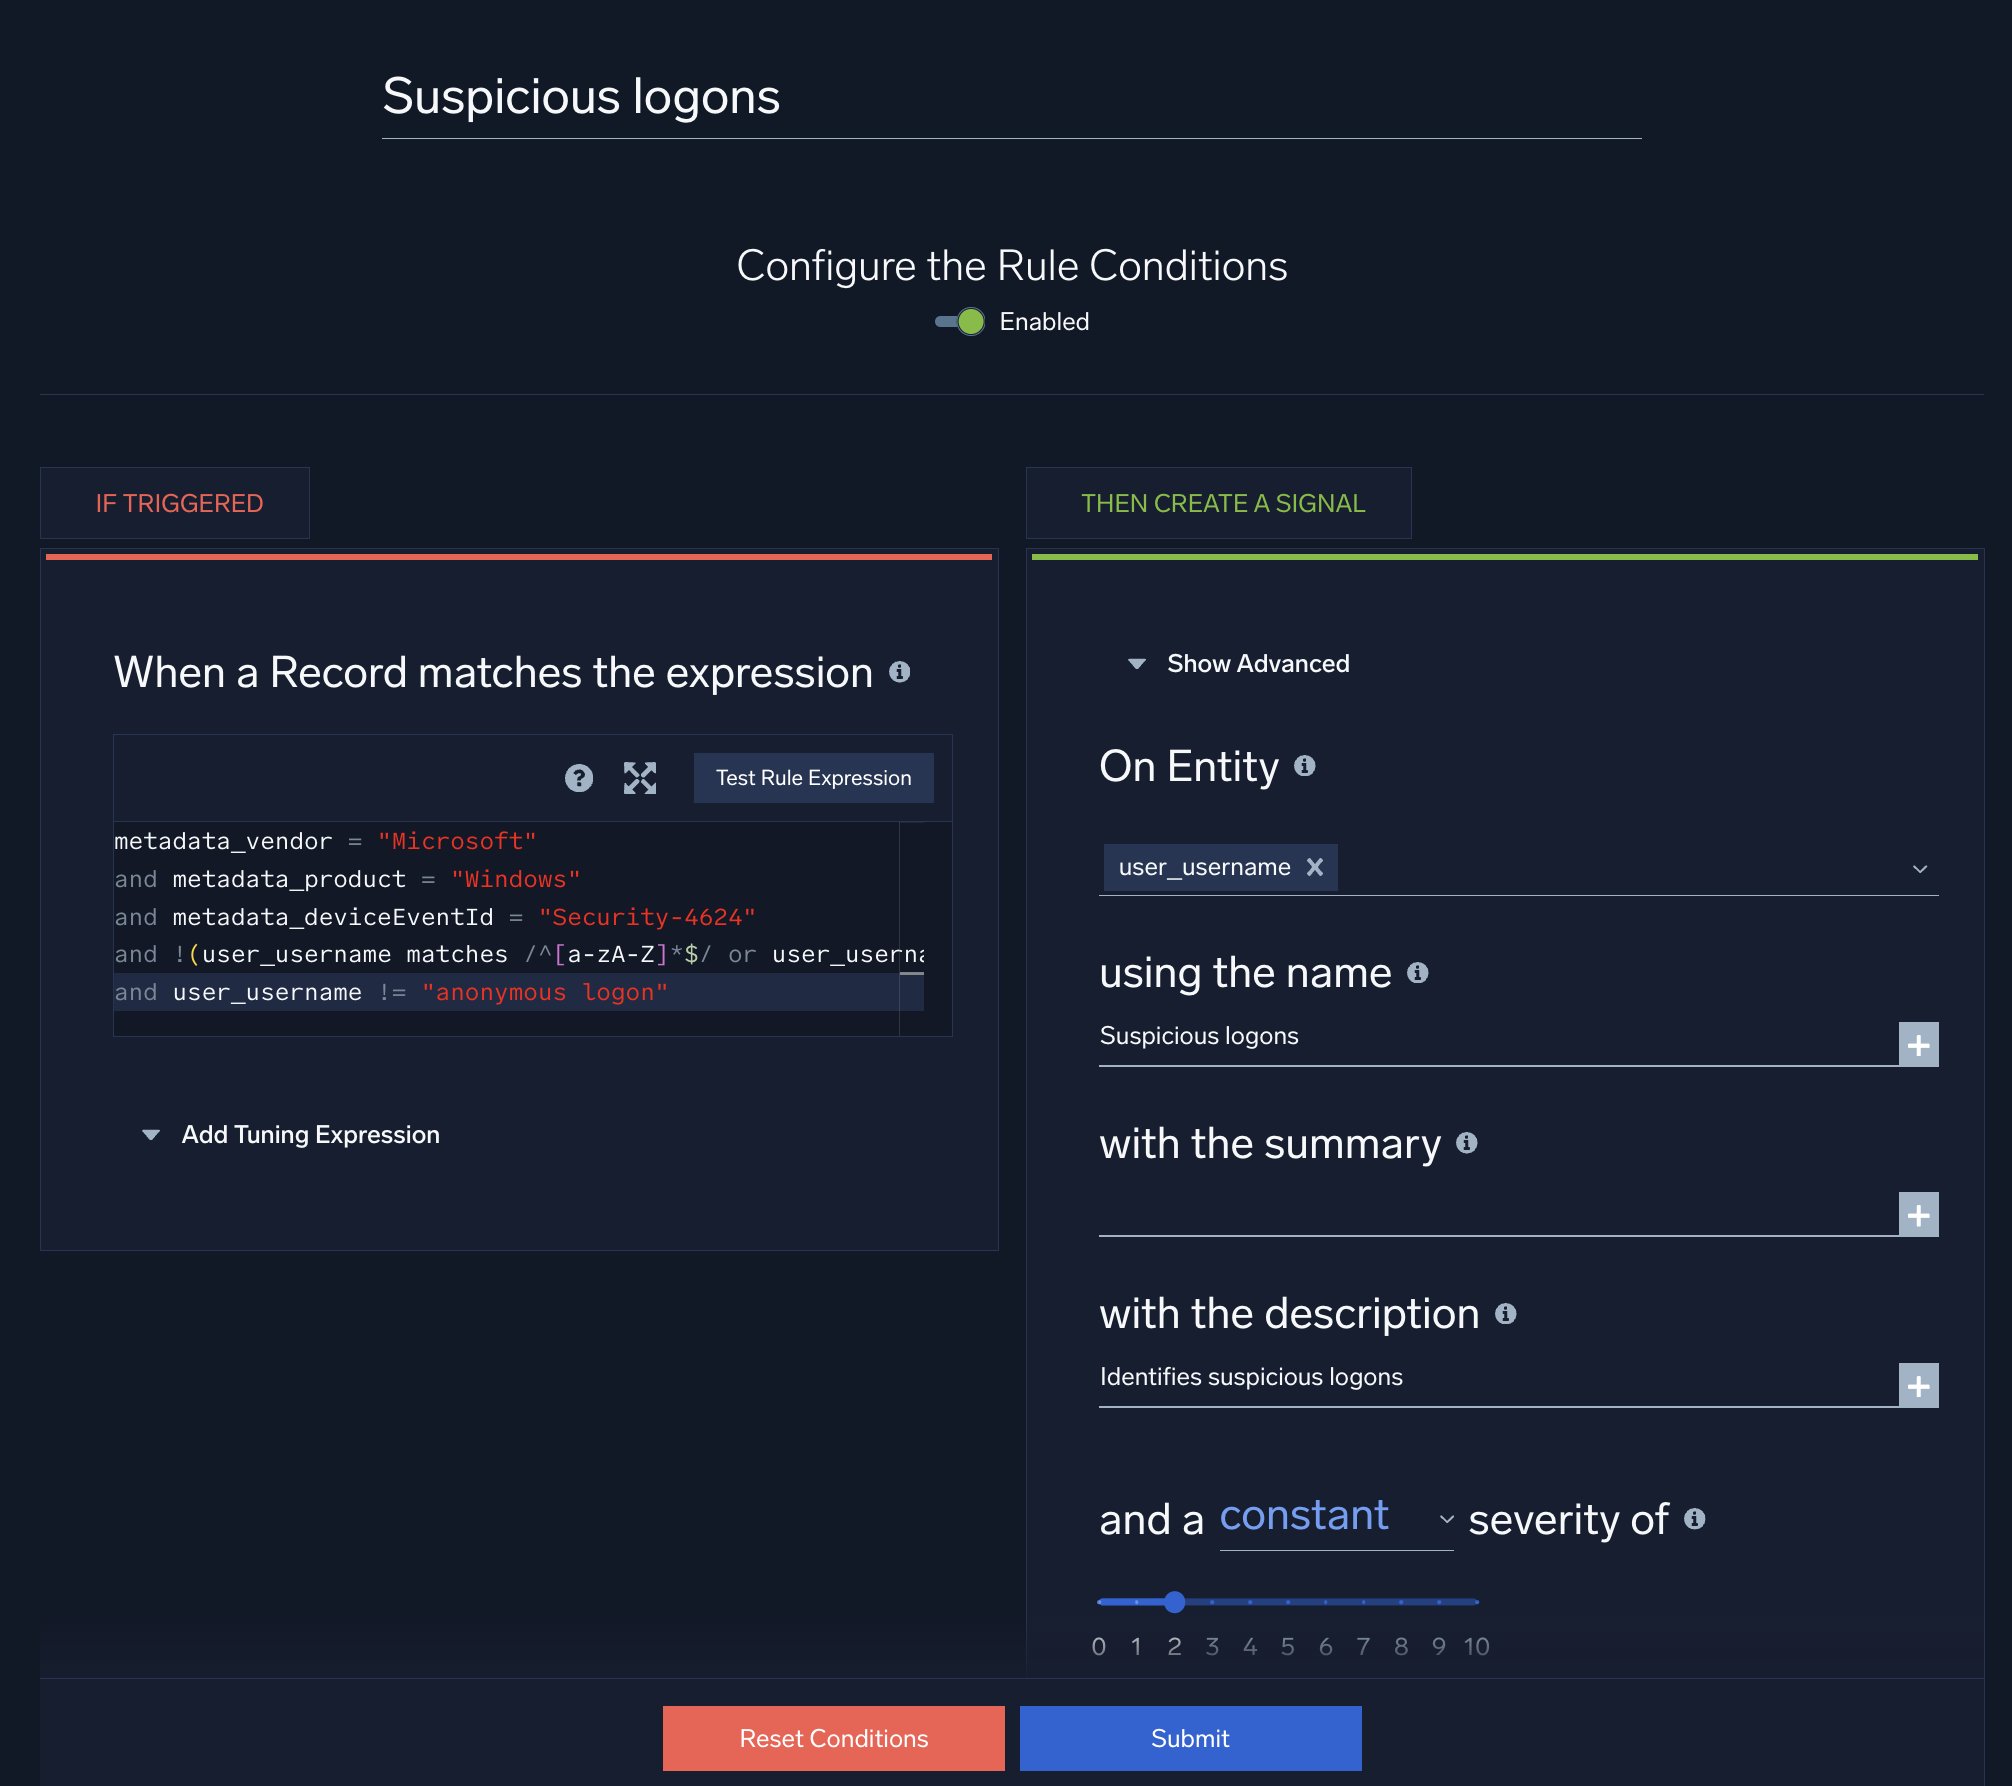 Suspicious logons
Configure the Rule Conditions
Enabled
IF TRIGGERED
When a Record matches the expression
Test Rule Expression
metadata_vendor = "Microsoft"
and metadata_product = "Windows"
and metadata_deviceEventId = "Security-4624"
and !(user_username matches /^[a-zA-Z]*$/ or user_userna
and user_username != "anonymous logon"
Add Tuning Expression
THEN CREATE A SIGNAL
Show Advanced
On Entity
user_username
using the name
Suspicious logons
with the summary
with the description
Identifies suspicious logons
and a constant severity of
0 1 2 3 4 5 6 7 8 9 10
Reset Conditions
Submit